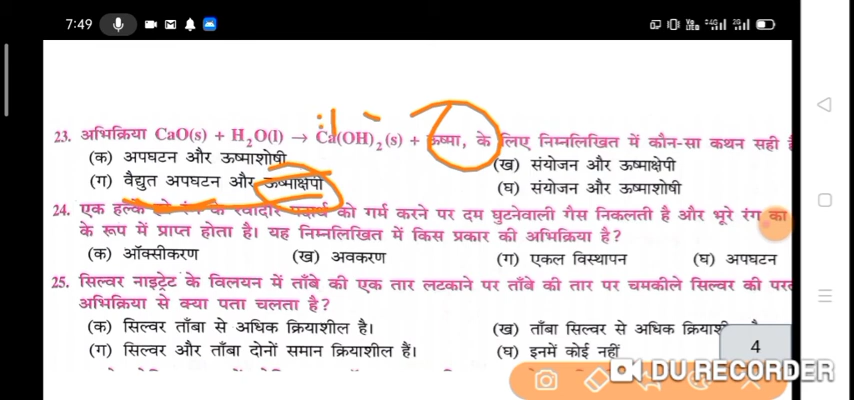 7:49
23. अभिक्रिया CaO(s) + H₂O(l) → Ca(OH)₂(s) + ऊष्मा, के लिए निम्नलिखित में कौन-सा कथन सही
(क) अपघटन और ऊष्माशोषी (ख) संयोजन और ऊष्माक्षेपी
(ग) वैद्युत अपघटन और ऊष्माक्षेपी (घ) संयोजन और ऊष्माशोषी
24. एक हल्के रंग के रवादार पदार्थ को गर्म करने पर दम घुटनेवाली गैस निकलती है और भूरे रंग का
के रूप में प्राप्त होता है। यह निम्नलिखित में किस प्रकार की अभिक्रिया है?
(क) ऑक्सीकरण (ख) अवकरण (ग) एकल विस्थापन (घ) अपघटन
25. सिल्वर नाइट्रेट के विलयन में ताँबे की एक तार लटकाने पर ताँवे की तार पर चमकीले सिल्वर की
अभिक्रिया से क्या पता चलता है?
(क) सिल्वर ताँबा से अधिक क्रियाशील है। (ख) ताँबा सिल्वर से अधिक
(ग) सिल्वर और ताँबा दोनों समान क्रियाशील हैं। (घ) इनमें कोई नहीं
4
DU RECORDER